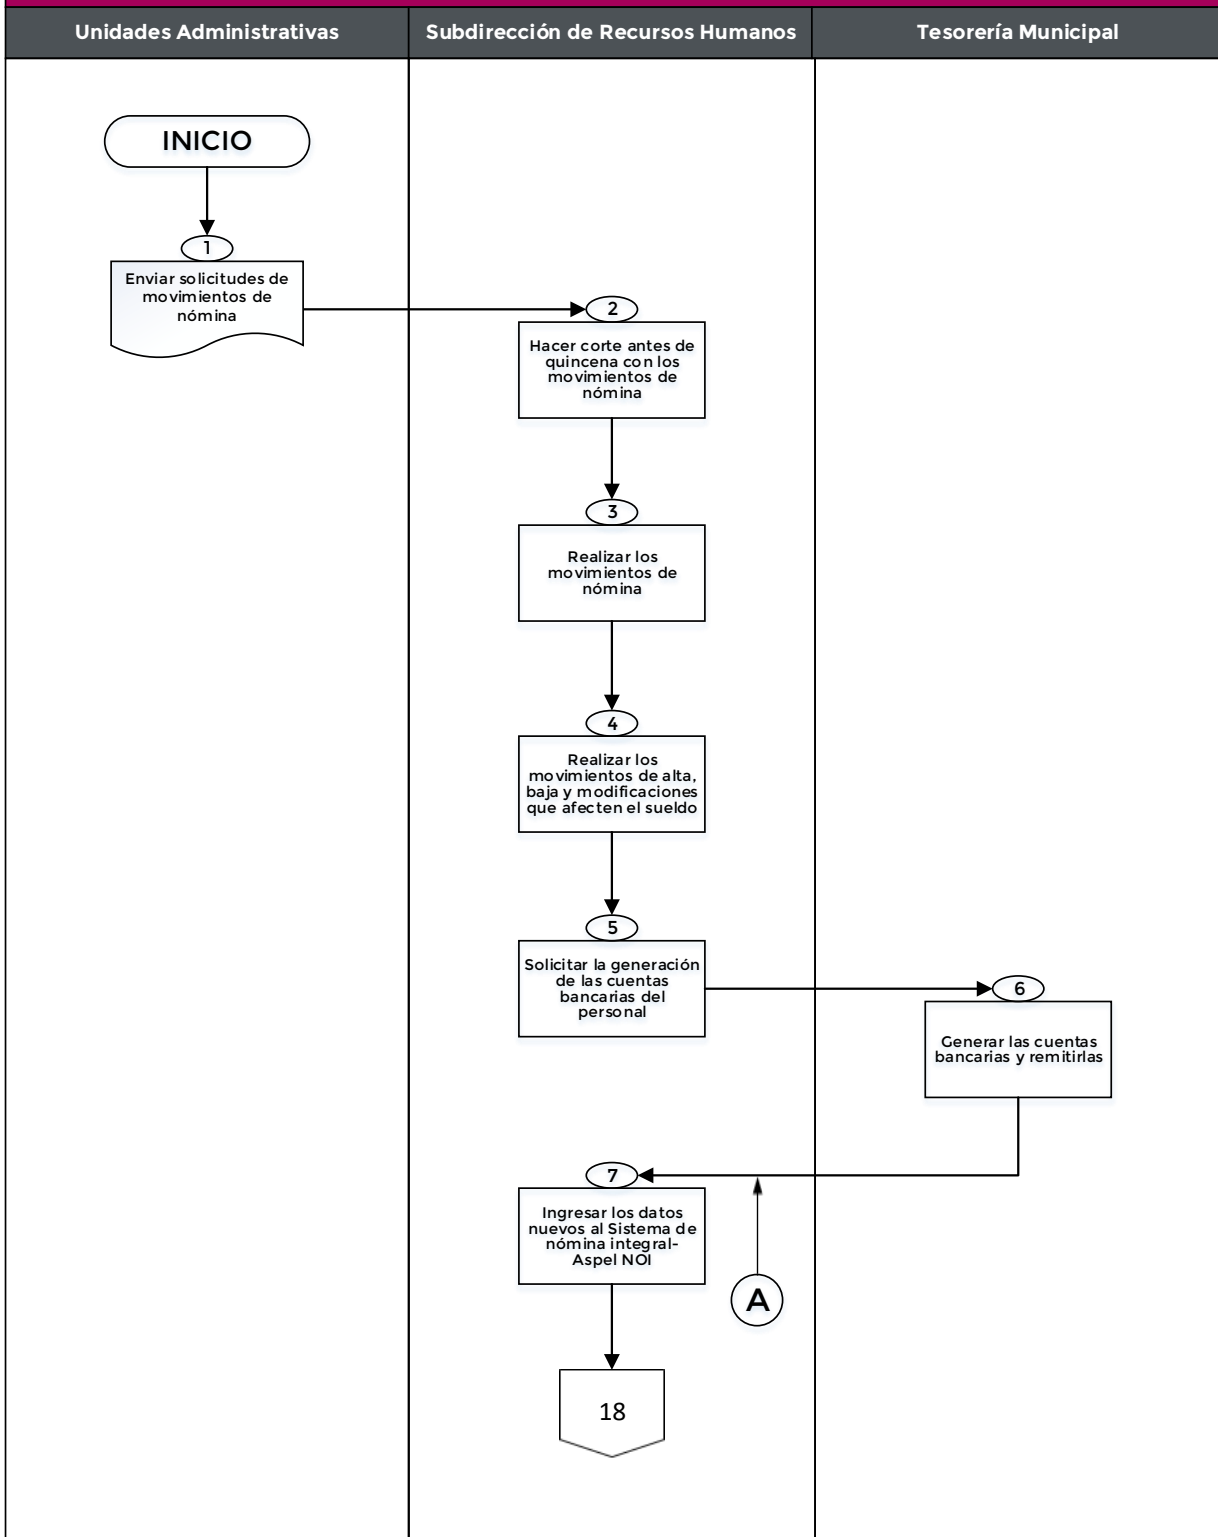 Unidades Administrativas
Subdirección de Recursos Humanos
Tesorería Municipal
INICIO
1
Enviar solicitudes de
movimientos de
nómina
2
Hacer corte antes de
quincena con los
movimientos de
nómina
3
Realizar los
movimientos de
nómina
4
Realizar los
movimientos de alta,
baja y modificaciones
que afecten el sueldo
5
Solicitar la generación
de las cuentas
bancarias del
personal
6
Generar las cuentas
bancarias y remitirlas
7
Ingresar los datos
nuevos al Sistema de
nómina integral-
Aspel NOI
A
18